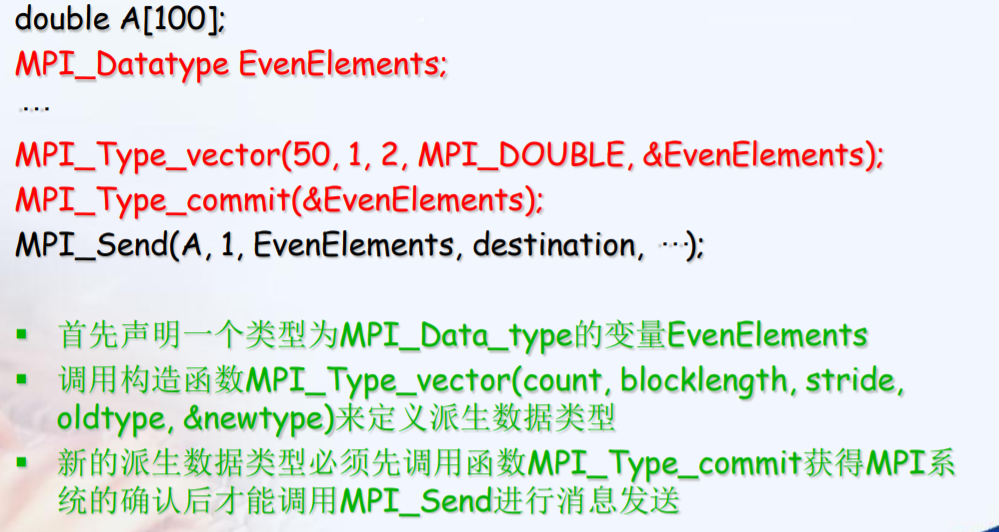 double A[100];
MPI_Datatype EvenElements;
...
MPI_Type_vector(50, 1, 2, MPI_DOUBLE, &EvenElements);
MPI_Type_commit(&EvenElements);
MPI_Send(A, 1, EvenElements, destination, ...);
▪ 首先声明一个类型为MPI_Data_type的变量EvenElements
▪ 调用构造函数MPI_Type_vector(count, blocklength, stride,
oldtype, &newtype)来定义派生数据类型
▪ 新的派生数据类型必须先调用函数MPI_Type_commit获得MPI系
统的确认后才能调用MPI_Send进行消息发送